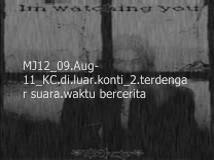 Im watching you
MJ12_09.Aug-
11_KC.di.luar.konti_2.terdenga
r suara.waktu bercerita